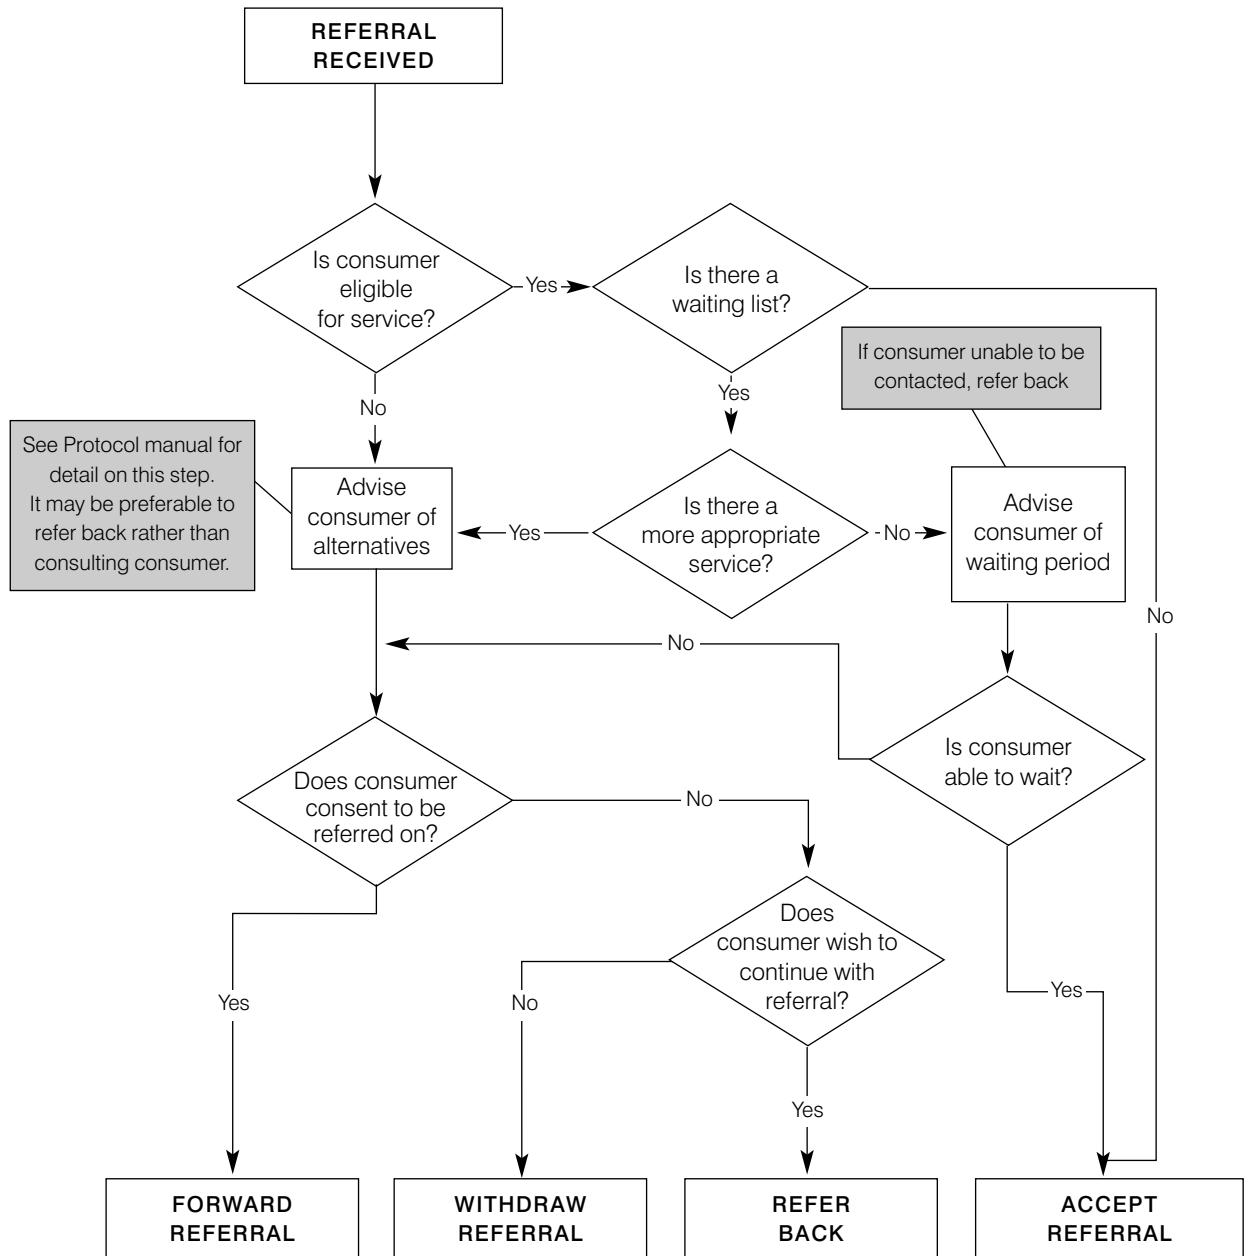 REFERRAL
RECEIVED
Is consumer
eligible
for service?
Yes
Is there a
waiting list?
If consumer unable to be
contacted, refer back
No
Yes
See Protocol manual for
detail on this step.
It may be preferable to
refer back rather than
consulting consumer.
Advise
consumer of
alternatives
Yes
Is there a
more appropriate
service?
No
Advise
consumer of
waiting period
No
No
Does consumer
consent to be
referred on?
No
Is consumer
able to wait?
Does
consumer wish to
continue with
referral?
Yes
No
Yes
Yes
FORWARD
REFERRAL
WITHDRAW
REFERRAL
REFER
BACK
ACCEPT
REFERRAL